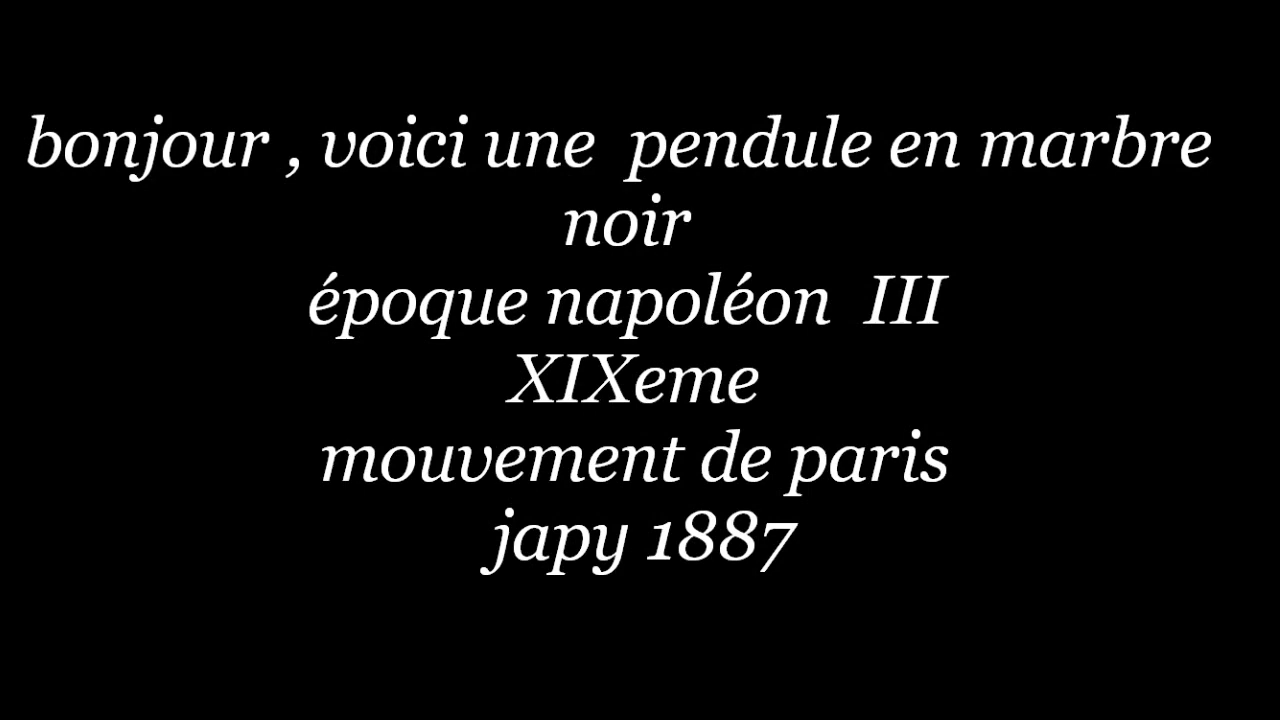 bonjour , voici une  pendule en marbre
noir
époque napoléon  III
XIXeme
mouvement de paris
japy 1887